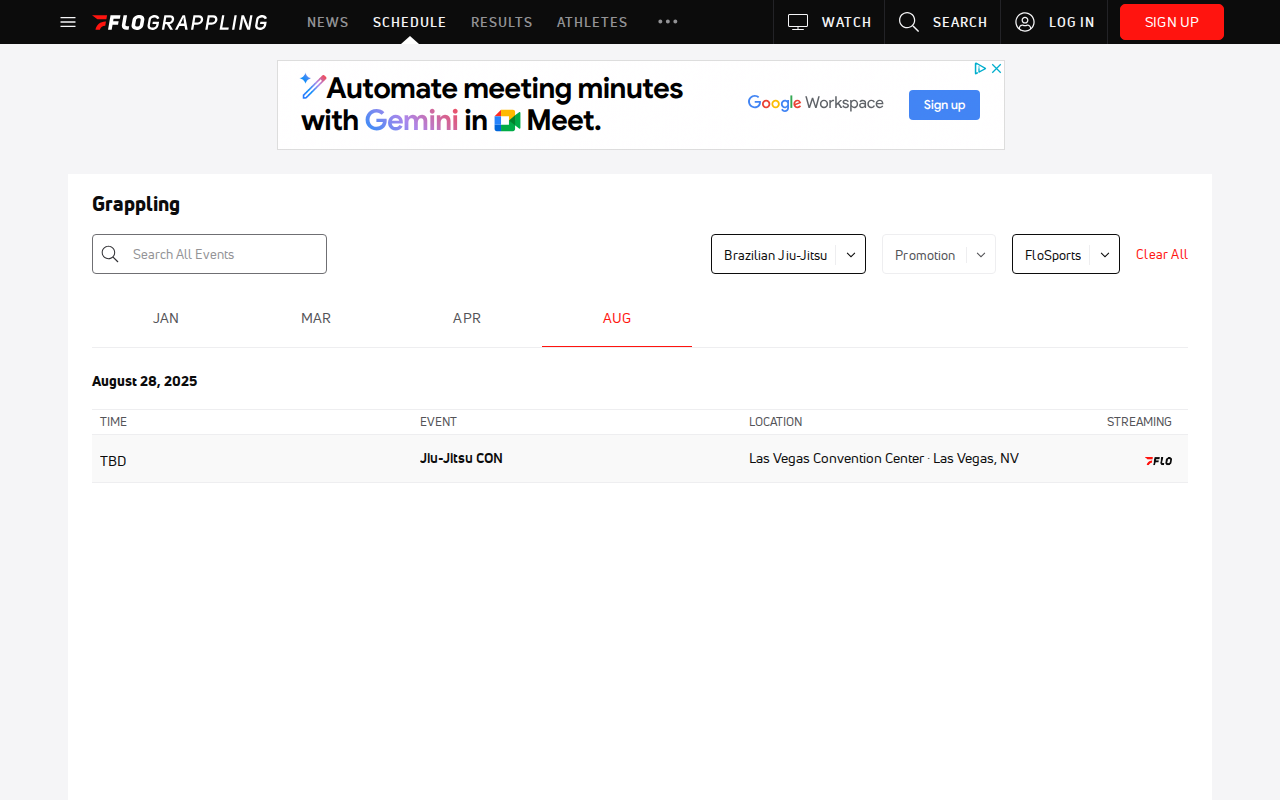 FLOGRAPPLING
NEWS
SCHEDULE
RESULTS
ATHLETES
WATCH
SEARCH
LOG IN
SIGN UP
Automate meeting minutes
with Gemini in Meet.
Google Workspace
Sign up
Grappling
Search All Events
Brazilian Jiu-Jitsu
Promotion
FloSports
Clear All
JAN
MAR
APR
AUG
August 28, 2025
TIME
EVENT
LOCATION
STREAMING
TBD
Jiu-Jitsu CON
Las Vegas Convention Center · Las Vegas, NV
FLO